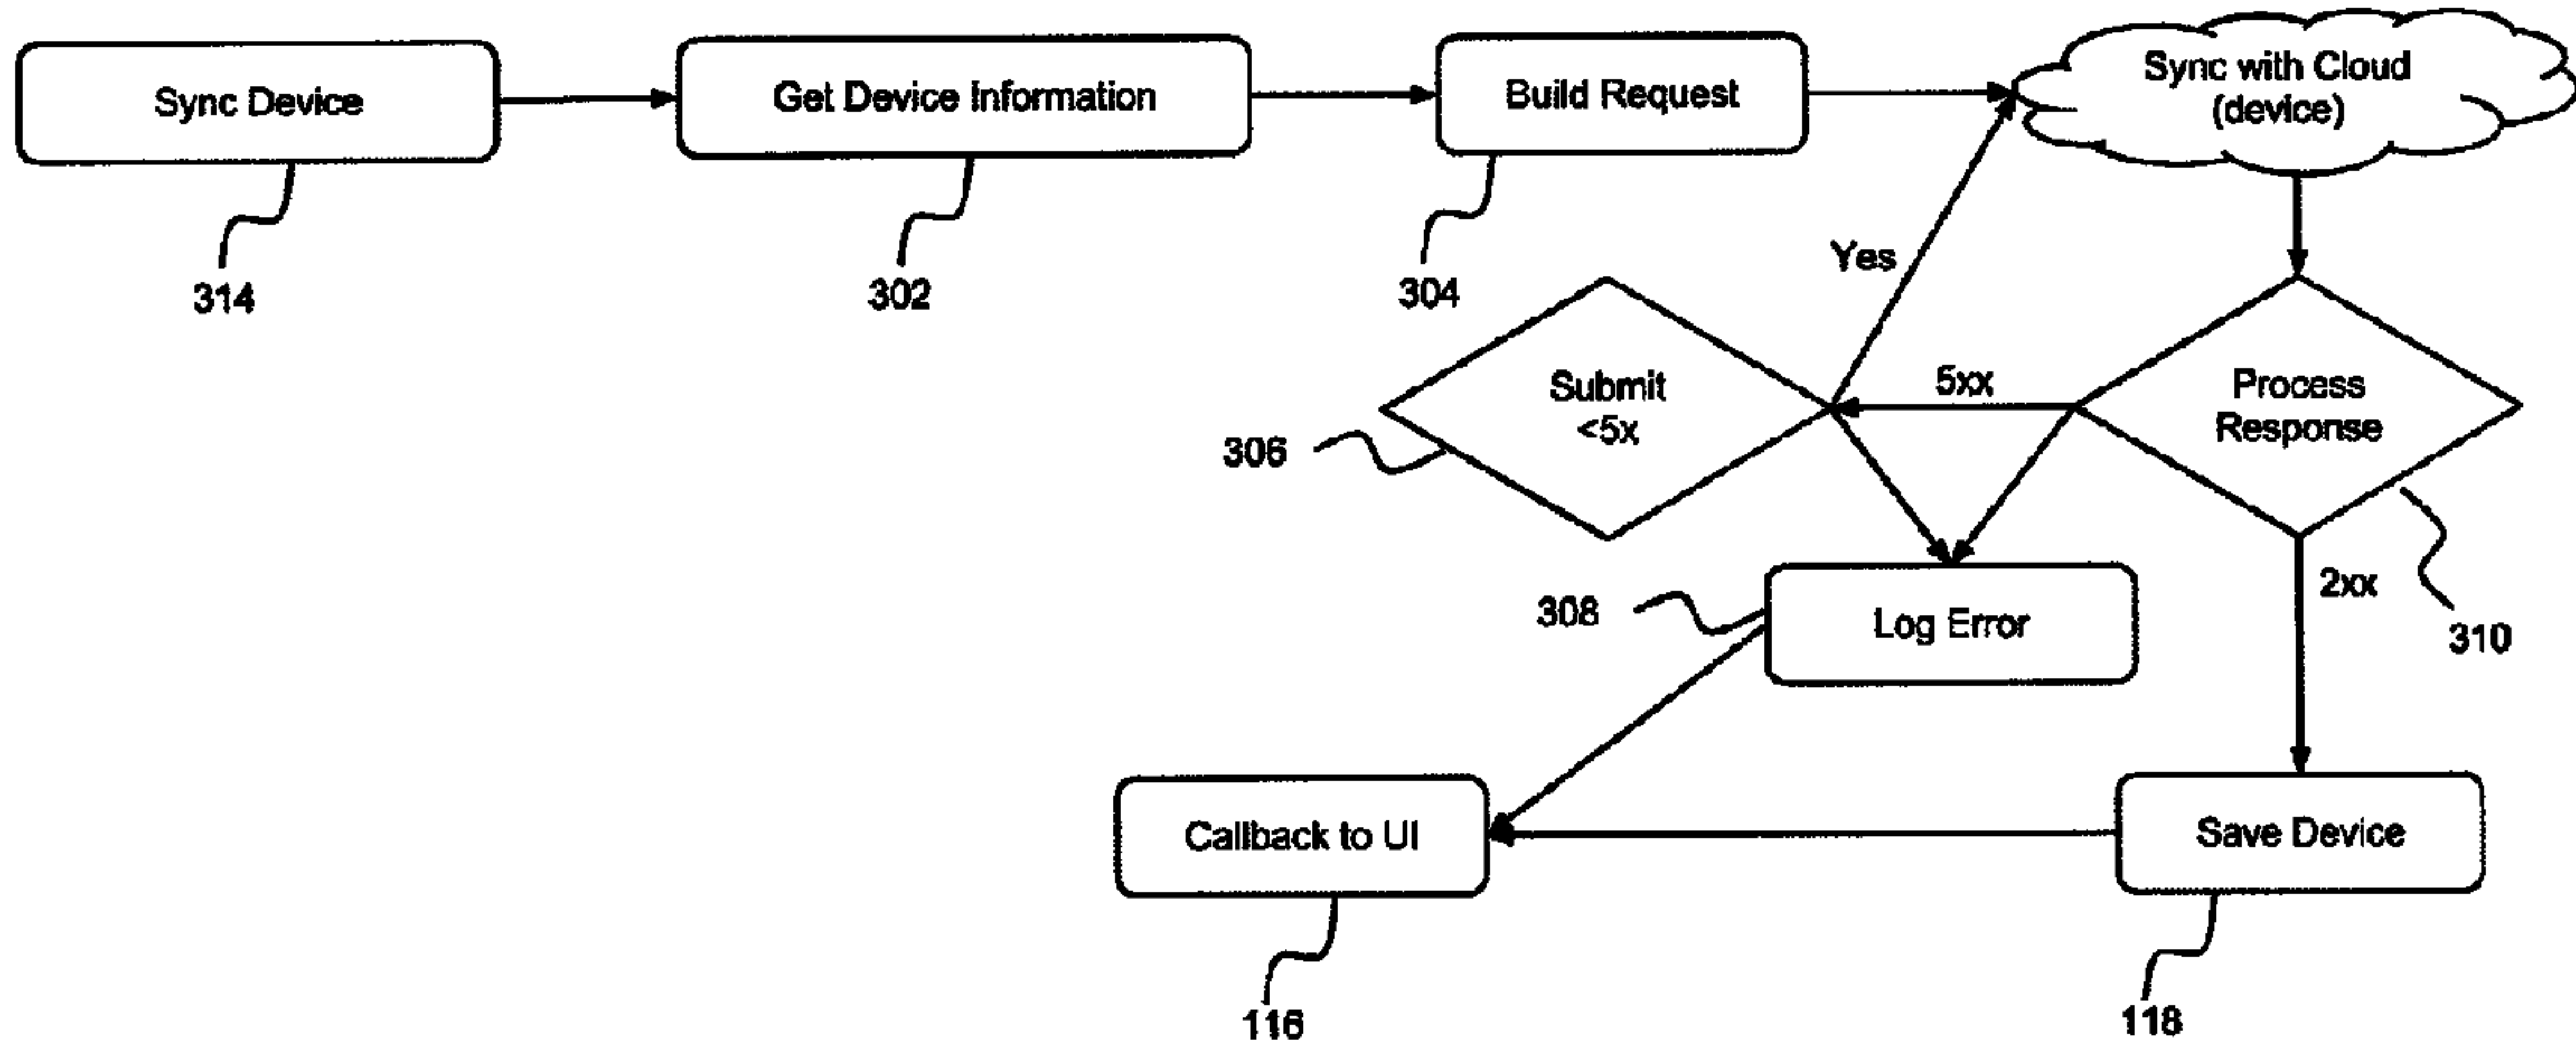 Sync Device
Get Device Information
Build Request
Sync with Cloud
(device)
314
302
304
Yes
Submit
<5x
5xx
Process
Response
306
308
Log Error
2xx
310
Callback to UI
Save Device
116
118